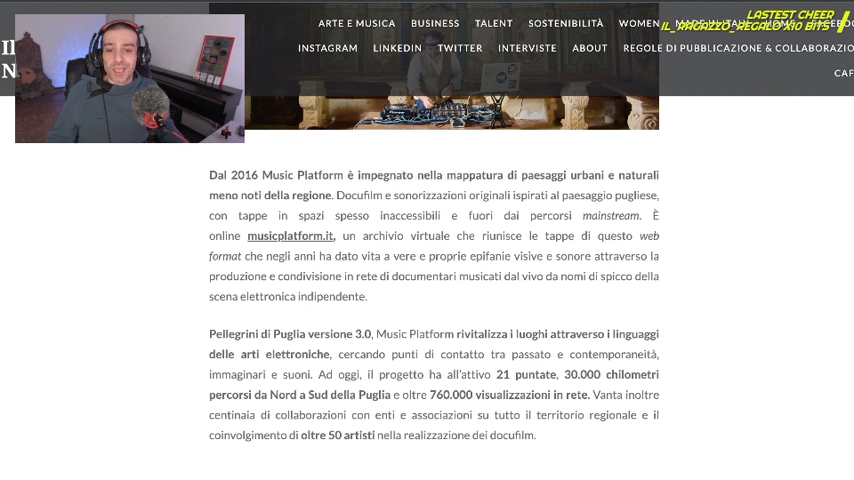 LASTEST CHEER
ARTE E MUSICA BUSINESS TALENT SOSTENIBILITÀ WOMEN
IL_RAGAZZO_REGALO X10 BITS
Il
INSTAGRAM LINKEDIN TWITTER INTERVISTE ABOUT REGOLE DI PUBBLICAZIONE & COLLABORAZIO
N
CAF
Dal 2016 Music Platform è impegnato nella mappatura di paesaggi urbani e naturali
meno noti della regione. Docufilm e sonorizzazioni originali ispirati al paesaggio pugliese,
con tappe in spazi spesso inaccessibili e fuori dai percorsi mainstream. È
online musicplatform.it, un archivio virtuale che riunisce le tappe di questo web
format che negli anni ha dato vita a vere e proprie epifanie visive e sonore attraverso la
produzione e condivisione in rete di documentari musicati dal vivo da nomi di spicco della
scena elettronica indipendente.
Pellegrini di Puglia versione 3.0, Music Platform rivitalizza i luoghi attraverso i linguaggi
delle arti elettroniche, cercando punti di contatto tra passato e contemporaneità,
immaginari e suoni. Ad oggi, il progetto ha all'attivo 21 puntate, 30.000 chilometri
percorsi da Nord a Sud della Puglia e oltre 760.000 visualizzazioni in rete. Vanta inoltre
centinaia di collaborazioni con enti e associazioni su tutto il territorio regionale e il
coinvolgimento di oltre 50 artisti nella realizzazione dei docufilm.